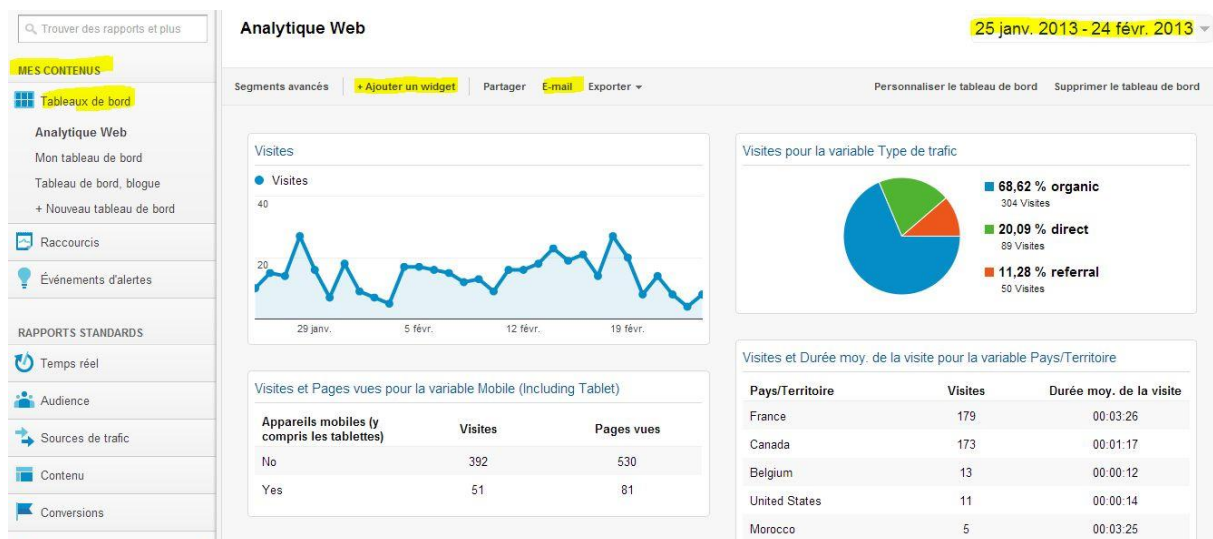 Trouver des rapports et plus
MES CONTENUS
Tableaux de bord
Analytique Web
Mon tableau de bord
Tableau de bord, blogue
+ Nouveau tableau de bord
Raccourcis
Événements d'alertes
RAPPORTS STANDARDS
Temps réel
Audience
Sources de trafic
Contenu
Conversions
Analytique Web
25 janv. 2013 - 24 févr. 2013
Segments avancés + Ajouter un widget Partager E-mail Exporter Personnaliser le tableau de bord Supprimer le tableau de bord
Visites
Visites
40
20
29 janv. 5 févr. 12 févr. 19 févr.
Visites et Pages vues pour la variable Mobile (Including Tablet)
Appareils mobiles (y compris les tablettes) Visites Pages vues
No 392 530
Yes 51 81
Visites pour la variable Type de trafic
68,62 % organic
304 Visites
20,09 % direct
89 Visites
11,28 % referral
50 Visites
Visites et Durée moy. de la visite pour la variable Pays/Territoire
Pays/Territoire Visites Durée moy. de la visite
France 179 00:03:26
Canada 173 00:01:17
Belgium 13 00:00:12
United States 11 00:00:14
Morocco 5 00:03:25